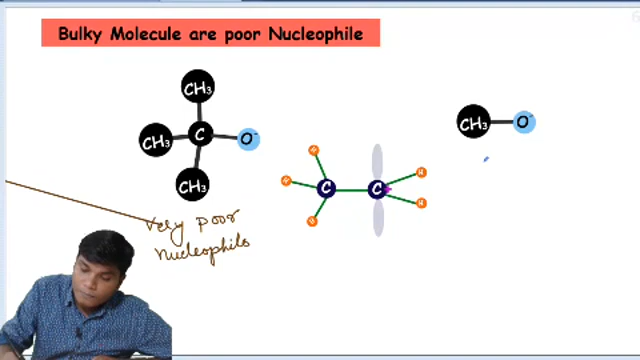 Bulky Molecule are poor Nucleophile
CH₃
CH₃ C O⁻
CH₃
CH₃ O⁻
H
H C C H
H H
Very Poor
Nucleophile